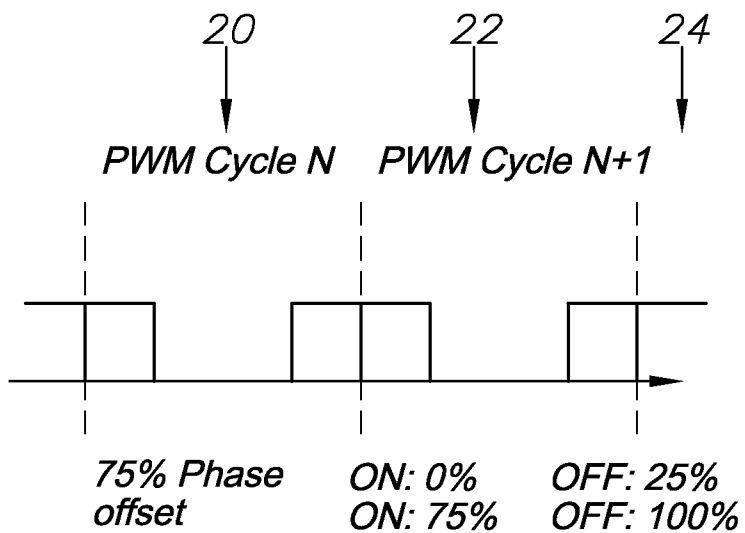 20 22 24
PWM Cycle N PWM Cycle N+1
75% Phase offset
ON: 0% OFF: 25%
ON: 75% OFF: 100%